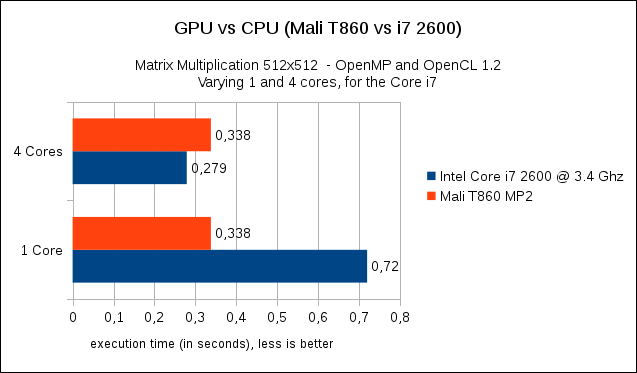 GPU vs CPU (Mali T860 vs i7 2600)
Matrix Multiplication 512x512  - OpenMP and OpenCL 1.2
Varying 1 and 4 cores, for the Core i7
4 Cores
0,338
0,279
1 Core
0,338
0,72
0 0,1 0,2 0,3 0,4 0,5 0,6 0,7 0,8
execution time (in seconds), less is better
Intel Core i7 2600 @ 3.4 Ghz
Mali T860 MP2